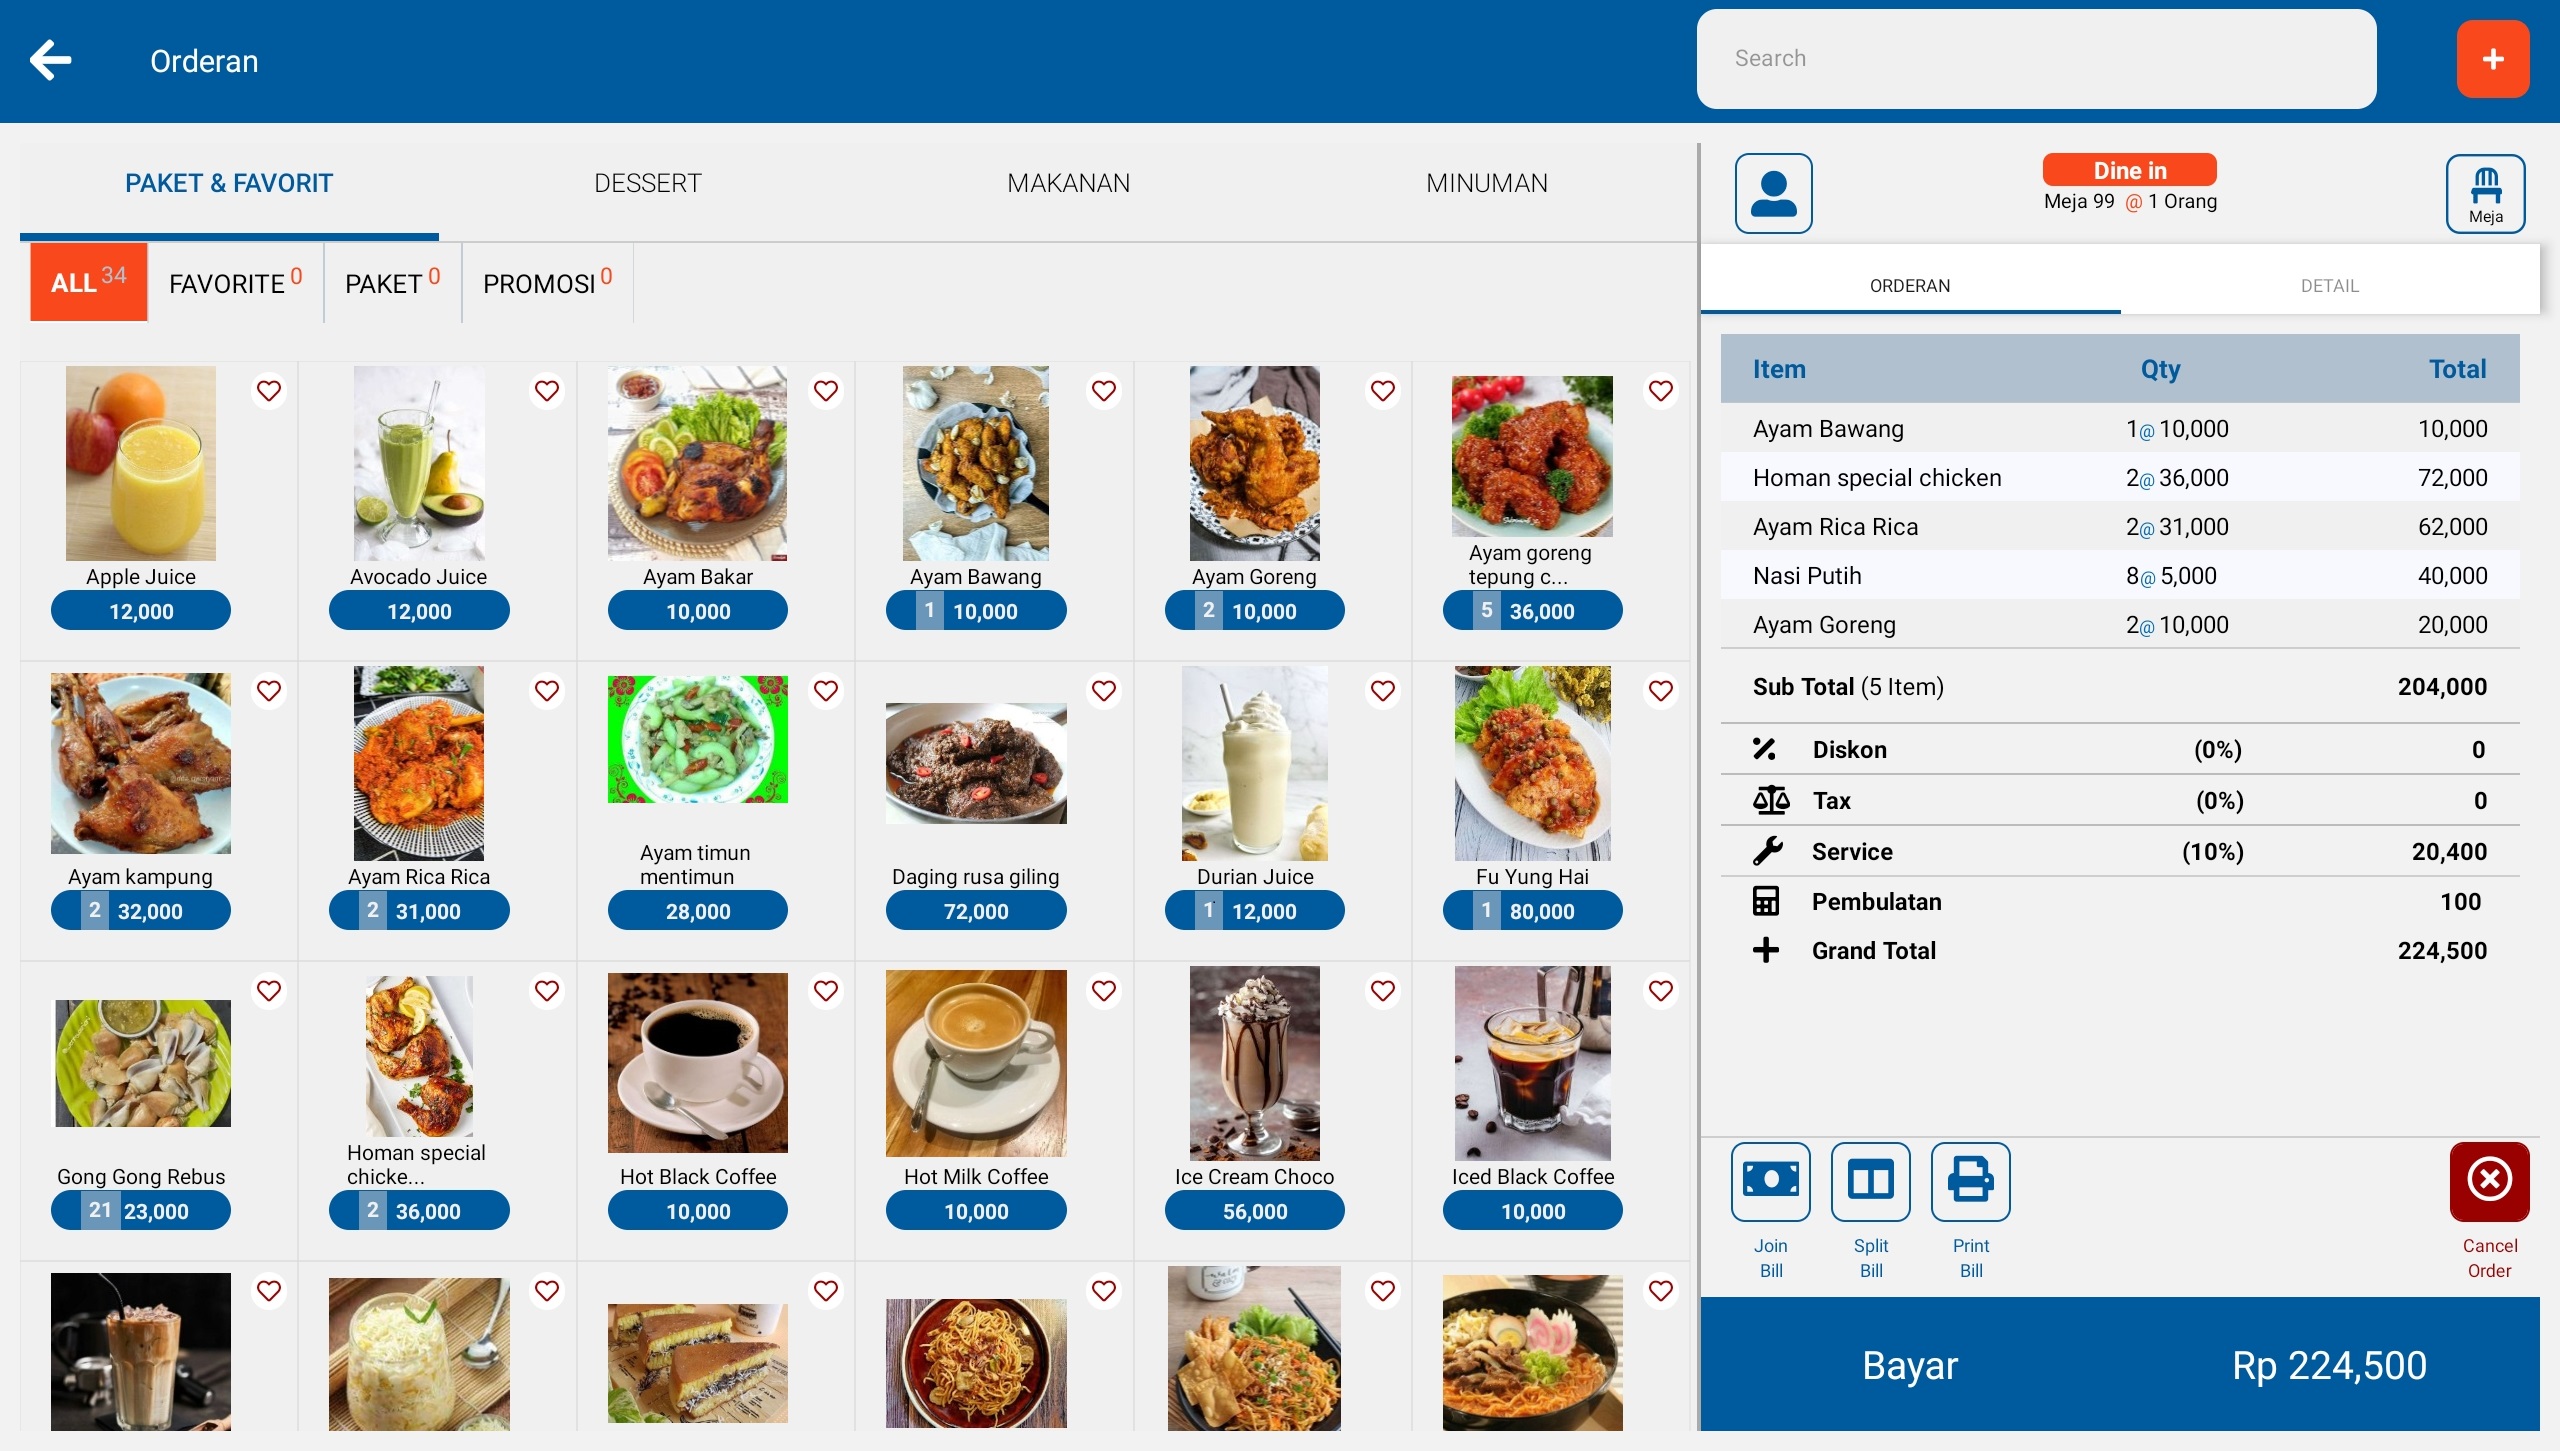 Orderan
Search
PAKET & FAVORIT
DESSERT
MAKANAN
MINUMAN
ALL 34
FAVORITE 0
PAKET 0
PROMOSI 0
Apple Juice
12,000
Avocado Juice
12,000
Ayam Bakar
10,000
Ayam Bawang
1 10,000
Ayam Goreng
2 10,000
Ayam goreng
tepung c...
5 36,000
Ayam kampung
2 32,000
Ayam Rica Rica
2 31,000
Ayam timun
mentimun
28,000
Daging rusa giling
72,000
Durian Juice
1 12,000
Fu Yung Hai
1 80,000
Gong Gong Rebus
21 23,000
Homan special
chicke...
2 36,000
Hot Black Coffee
10,000
Hot Milk Coffee
10,000
Ice Cream Choco
56,000
Iced Black Coffee
10,000
Dine in
Meja 99 @ 1 Orang
Meja
ORDERAN
DETAIL
Item Qty Total
Ayam Bawang 1@ 10,000 10,000
Homan special chicken 2@ 36,000 72,000
Ayam Rica Rica 2@ 31,000 62,000
Nasi Putih 8@ 5,000 40,000
Ayam Goreng 2@ 10,000 20,000
Sub Total (5 Item) 204,000
Diskon (0%) 0
Tax (0%) 0
Service (10%) 20,400
Pembulatan 100
Grand Total 224,500
Join
Bill
Split
Bill
Print
Bill
Cancel
Order
Bayar Rp 224,500